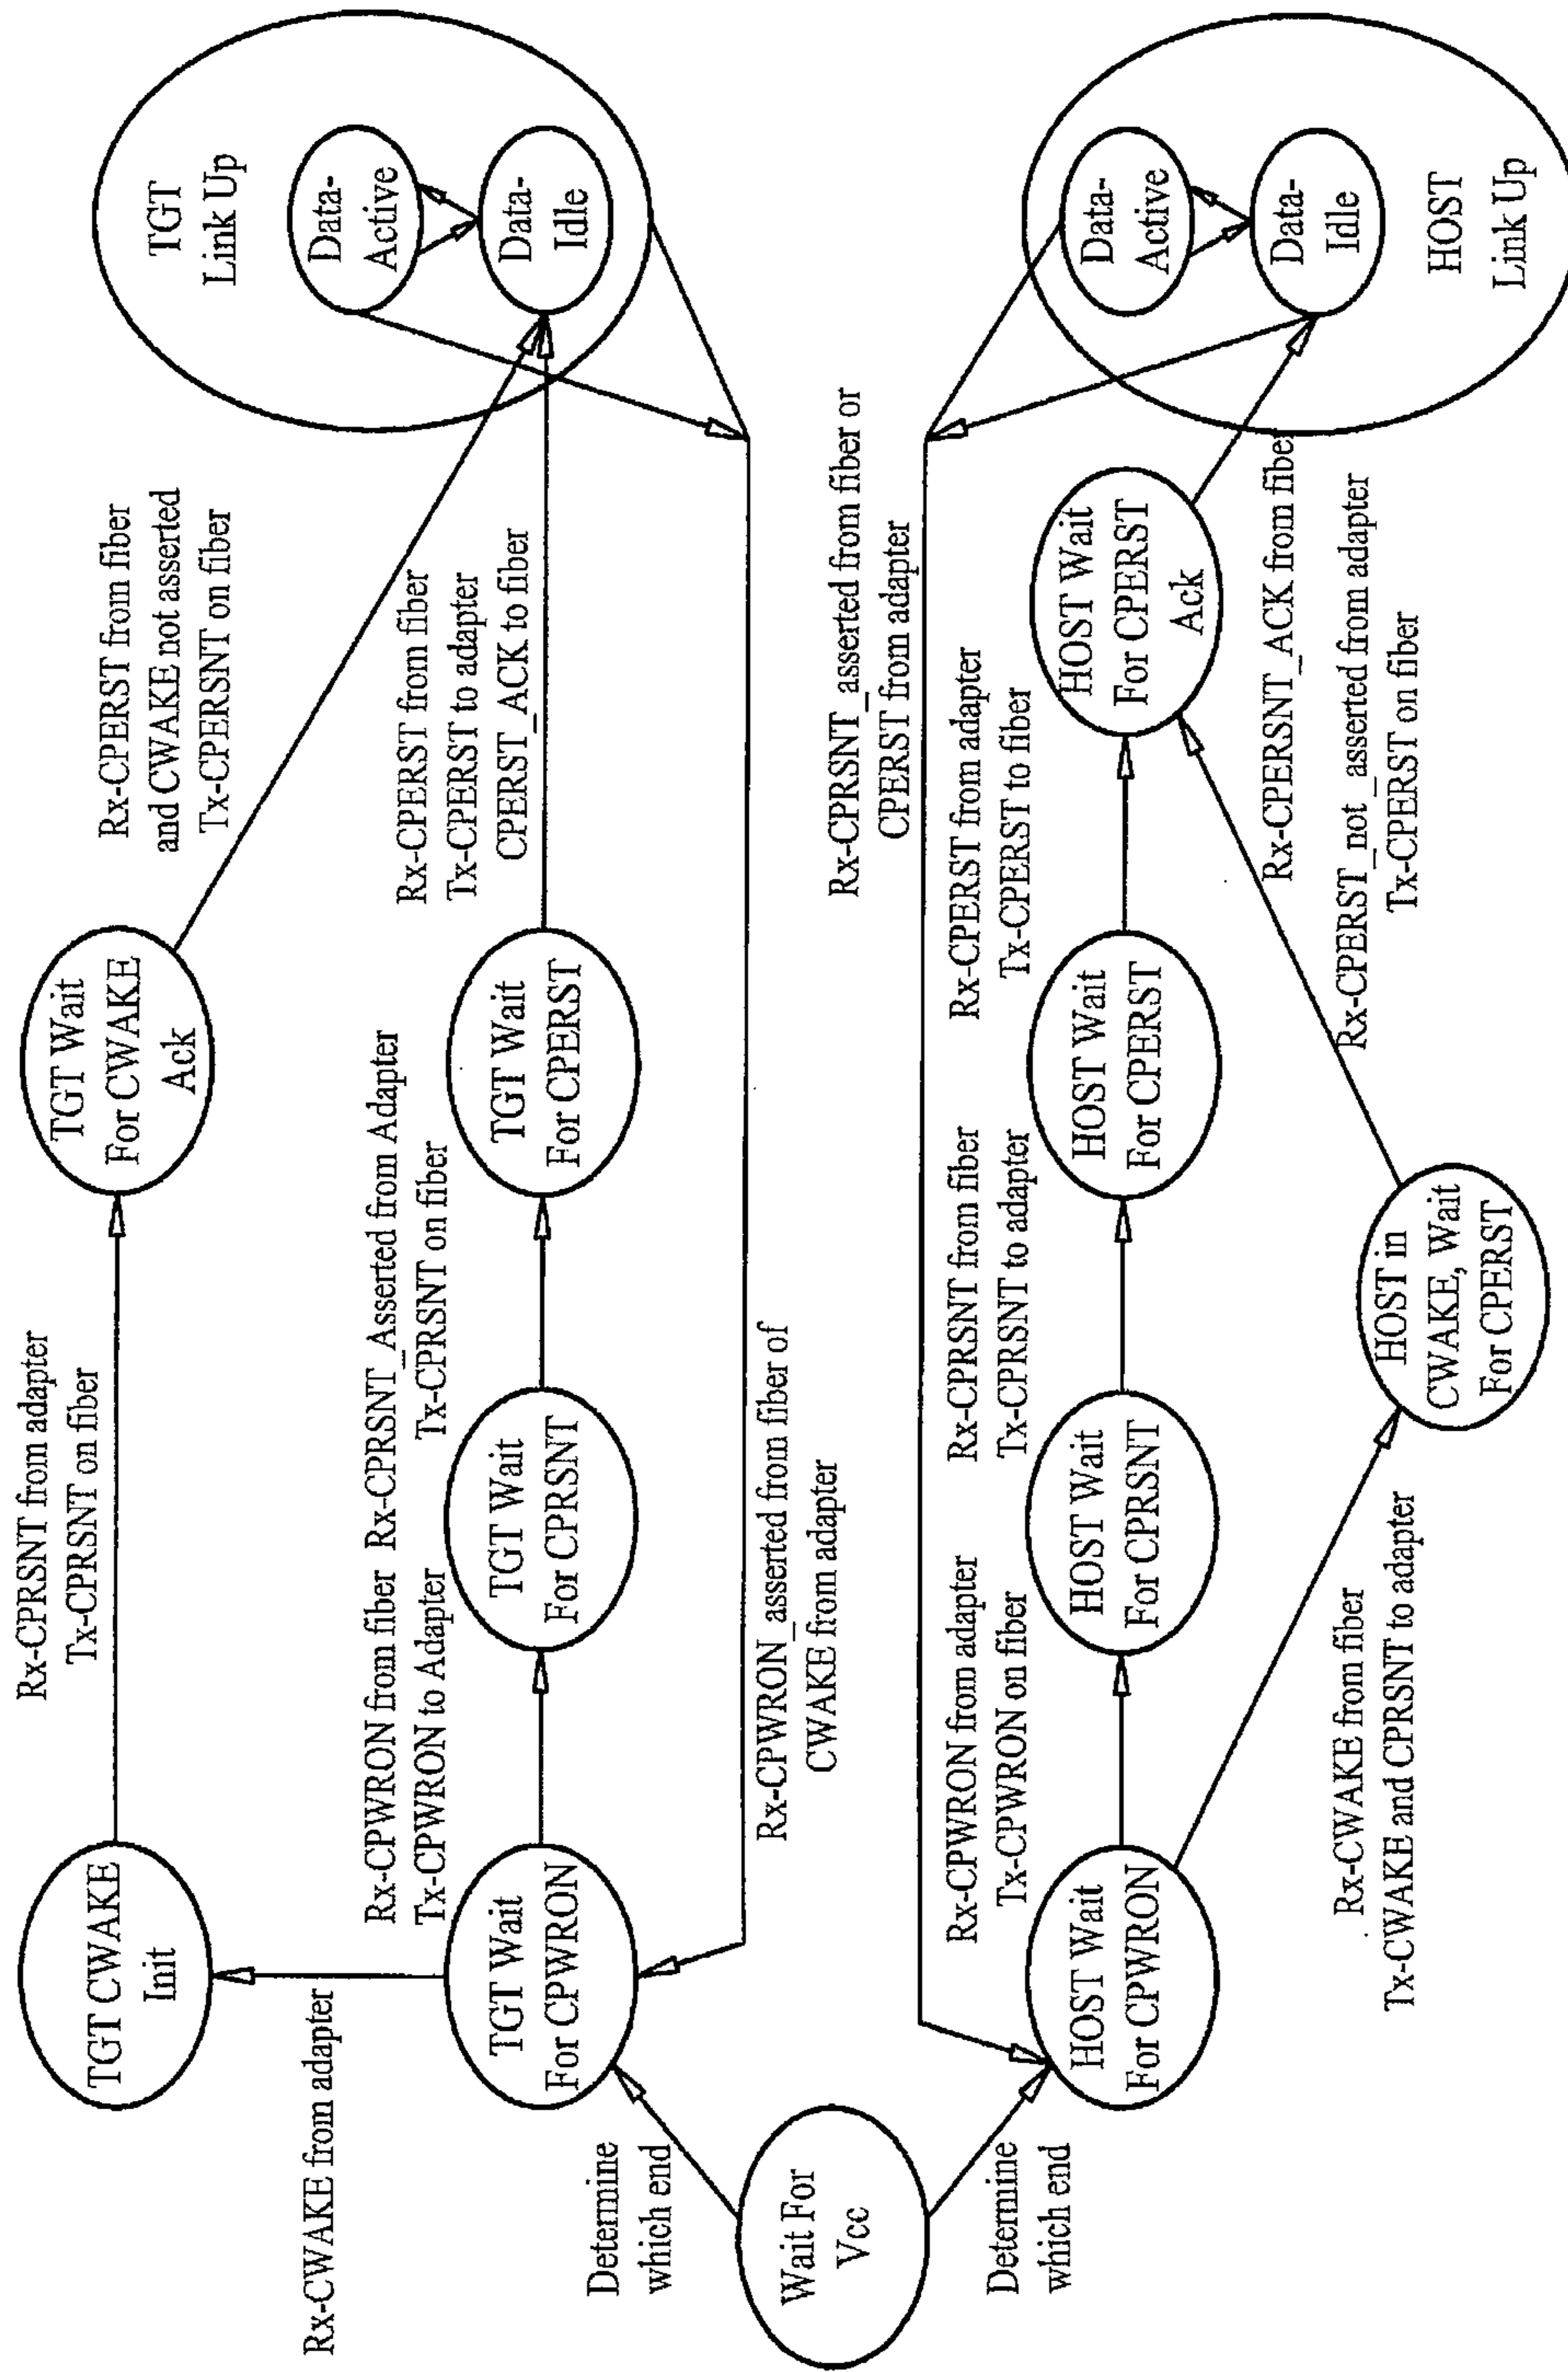 TGT CWAKE
Init
Rx-CPRSNT from adapter
Tx-CPRSNT on fiber
TGT Wait
For CWAKE
Ack
Rx-CPERST from fiber
and CWAKE not asserted
Tx-CPERSNT on fiber
TGT
Link Up
Data-
Active
Data-
Idle
Rx-CWAKE from adapter
TGT Wait
For CPWRON
Rx-CPWRON from fiber
Tx-CPWRON to Adapter
TGT Wait
For CPRSNT
Rx-CPRSNT_Asserted from Adapter
Tx-CPRSNT on fiber
TGT Wait
For CPERST
Rx-CPERST from fiber
Tx-CPERST to adapter
CPERST_ACK to fiber
Determine
which end
Wait For
Vcc
Determine
which end
Rx-CPWRON_asserted from fiber of
CWAKE from adapter
Rx-CPRSNT_asserted from fiber or
CPERST from adapter
HOST Wait
For CPWRON
Rx-CPWRON from adapter
Tx-CPWRON on fiber
HOST Wait
For CPRSNT
Rx-CPRSNT from fiber
Tx-CPRSNT to adapter
HOST Wait
For CPERST
Rx-CPERST from adapter
Tx-CPERST to fiber
HOST Wait
For CPERST
Ack
Rx-CPERSNT_ACK from fiber
Data-
Active
Data-
Idle
HOST
Link Up
Rx-CWAKE from fiber
Tx-CWAKE and CPRSNT to adapter
HOST in
CWAKE, Wait
For CPERST
Rx-CPERST_not_asserted from adapter
Tx-CPERST on fiber